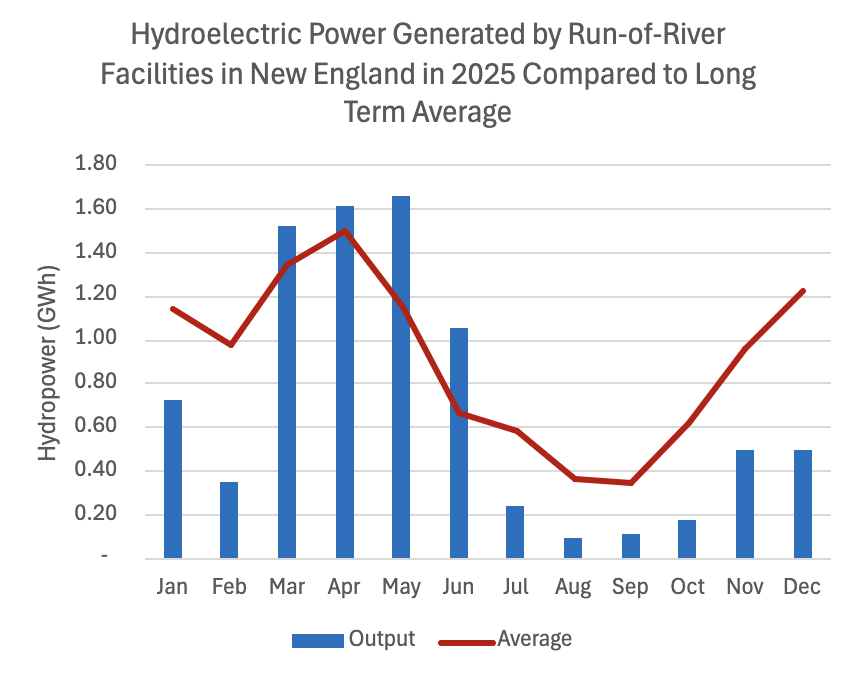 Hydroelectric Power Generated by Run-of-River
Facilities in New England in 2025 Compared to Long
Term Average
Hydropower (GWh)
1.80
1.60
1.40
1.20
1.00
0.80
0.60
0.40
0.20
-
Jan Feb Mar Apr May Jun Jul Aug Sep Oct Nov Dec
Output Average